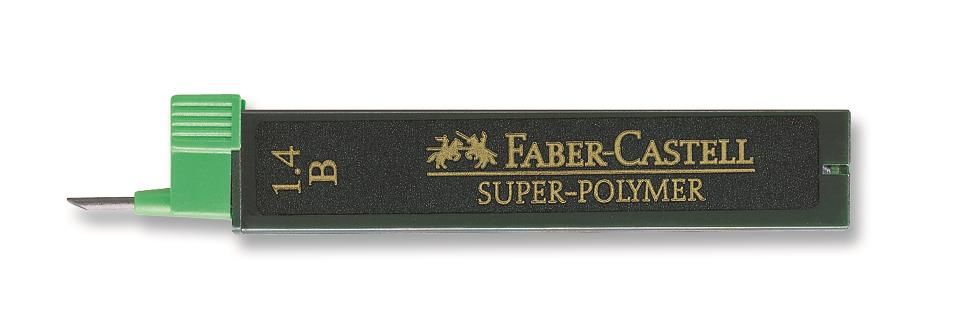 1.4
B
FABER-CASTELL
SUPER-POLYMER